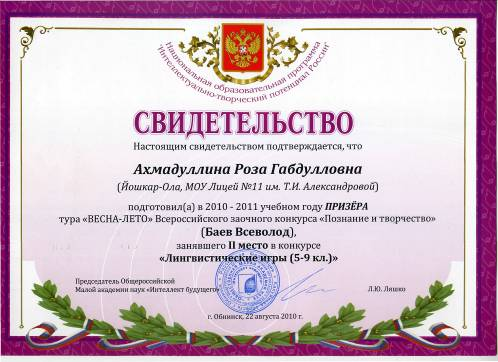 Национальная образовательная программа
"Интеллектуально-творческий потенциал России"
СВИДЕТЕЛЬСТВО
Настоящим свидетельством подтверждается, что
Ахмадуллина Роза Габдулловна
(Йошкар-Ола, МОУ Лицей №11 им. Т.И. Александровой)
подготовил(а) в 2010 - 2011 учебном году ПРИЗЁРА
тура «ВЕСНА-ЛЕТО» Всероссийского заочного конкурса «Познание и творчество»
(Баев Всеволод),
занявшего II место в конкурсе
«Лингвистические игры (5-9 кл.)»
Председатель Общероссийской
Малой академии наук «Интеллект будущего»
Л.Ю. Ляшко
г. Обнинск, 22 августа 2010 г.